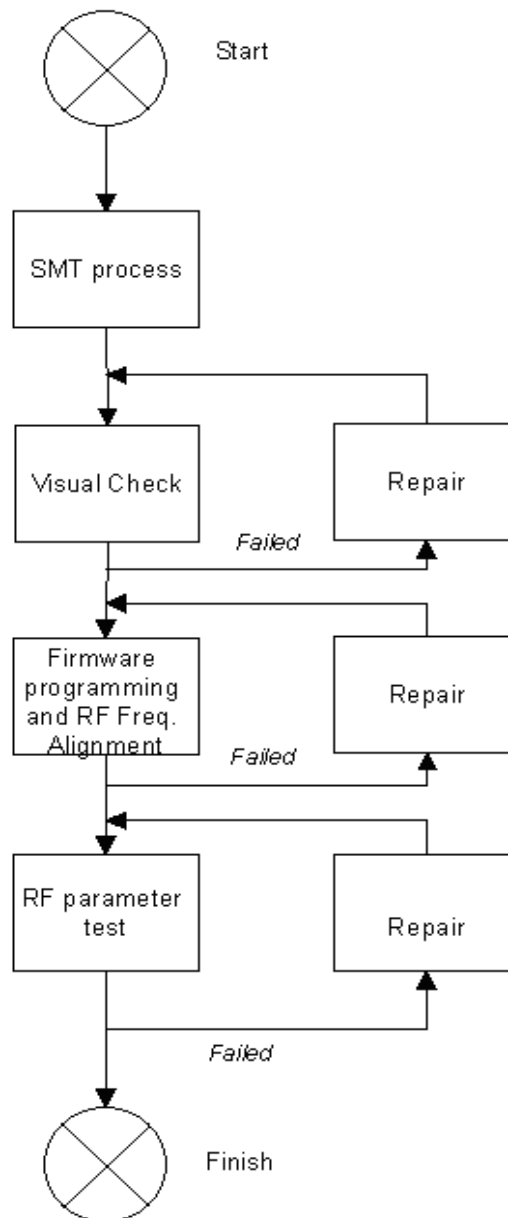 Start
SMT process
Visual Check
Repair
Failed
Firmware
programming
and RF Freq.
Alignment
Repair
Failed
RF parameter
test
Repair
Failed
Finish